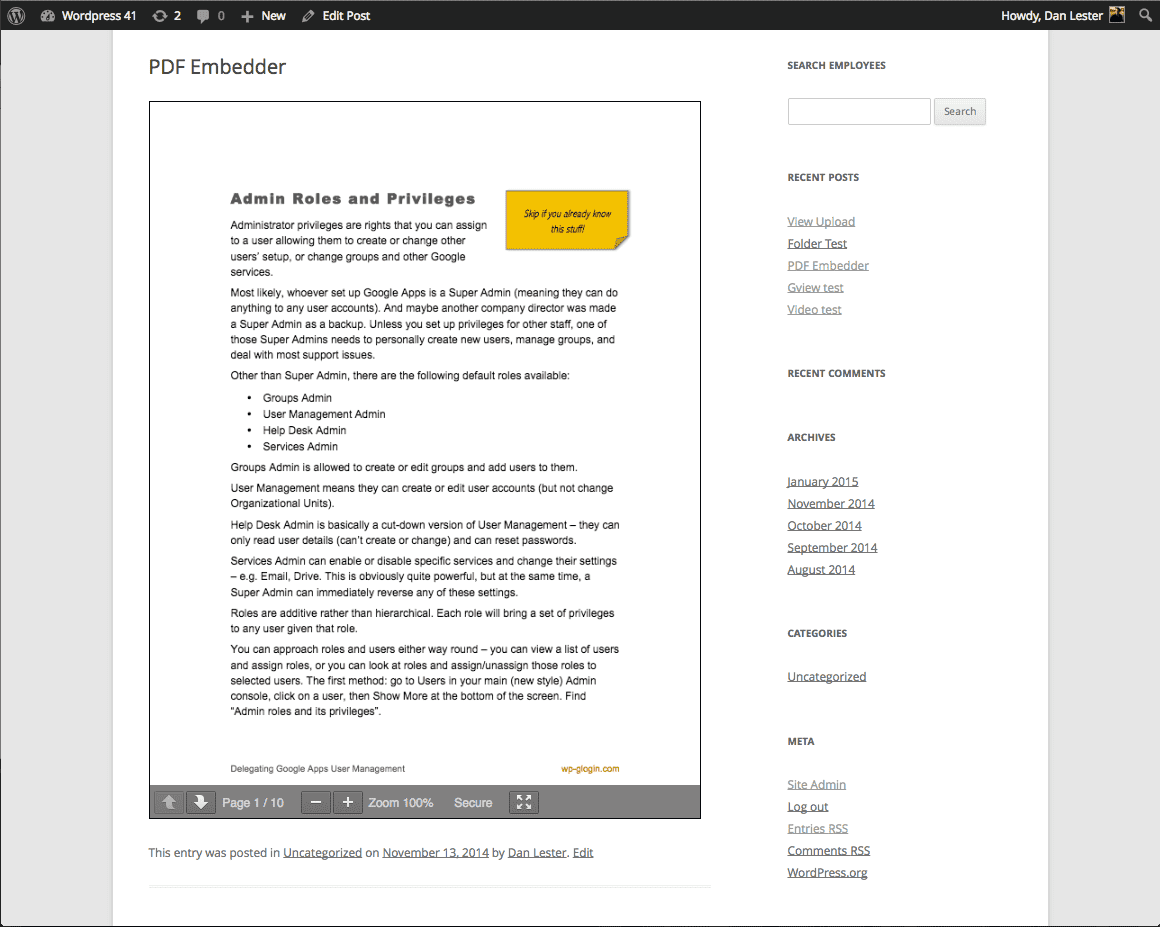 Wordpress 41 2 0 New Edit Post Howdy, Dan Lester
PDF Embedder
Admin Roles and Privileges
Skip if you already know
this stuff!
Administrator privileges are rights that you can assign
to a user allowing them to create or change other
users' setup, or change groups and other Google
services.
Most likely, whoever set up Google Apps is a Super Admin (meaning they can do
anything to any user accounts). And maybe another company director was made
a Super Admin as a backup. Unless you set up privileges for other staff, one of
those Super Admins needs to personally create new users, manage groups, and
deal with most support issues.
Other than Super Admin, there are the following default roles available:
• Groups Admin
• User Management Admin
• Help Desk Admin
• Services Admin
Groups Admin is allowed to create or edit groups and add users to them.
User Management means they can create or edit user accounts (but not change
Organizational Units).
Help Desk Admin is basically a cut-down version of User Management – they can
only read user details (can't create or change) and can reset passwords.
Services Admin can enable or disable specific services and change their settings
– e.g. Email, Drive. This is obviously quite powerful, but at the same time, a
Super Admin can immediately reverse any of these settings.
Roles are additive rather than hierarchical. Each role will bring a set of privileges
to any user given that role.
You can approach roles and users either way round – you can view a list of users
and assign roles, or you can look at roles and assign/unassign those roles to
selected users. The first method: go to Users in your main (new style) Admin
console, click on a user, then Show More at the bottom of the screen. Find
“Admin roles and its privileges”.
Delegating Google Apps User Management wp-glogin.com
Page 1 / 10 Zoom 100% Secure
This entry was posted in Uncategorized on November 13, 2014 by Dan Lester. Edit
SEARCH EMPLOYEES
Search
RECENT POSTS
View Upload
Folder Test
PDF Embedder
Gview test
Video test
RECENT COMMENTS
ARCHIVES
January 2015
November 2014
October 2014
September 2014
August 2014
CATEGORIES
Uncategorized
META
Site Admin
Log out
Entries RSS
Comments RSS
WordPress.org